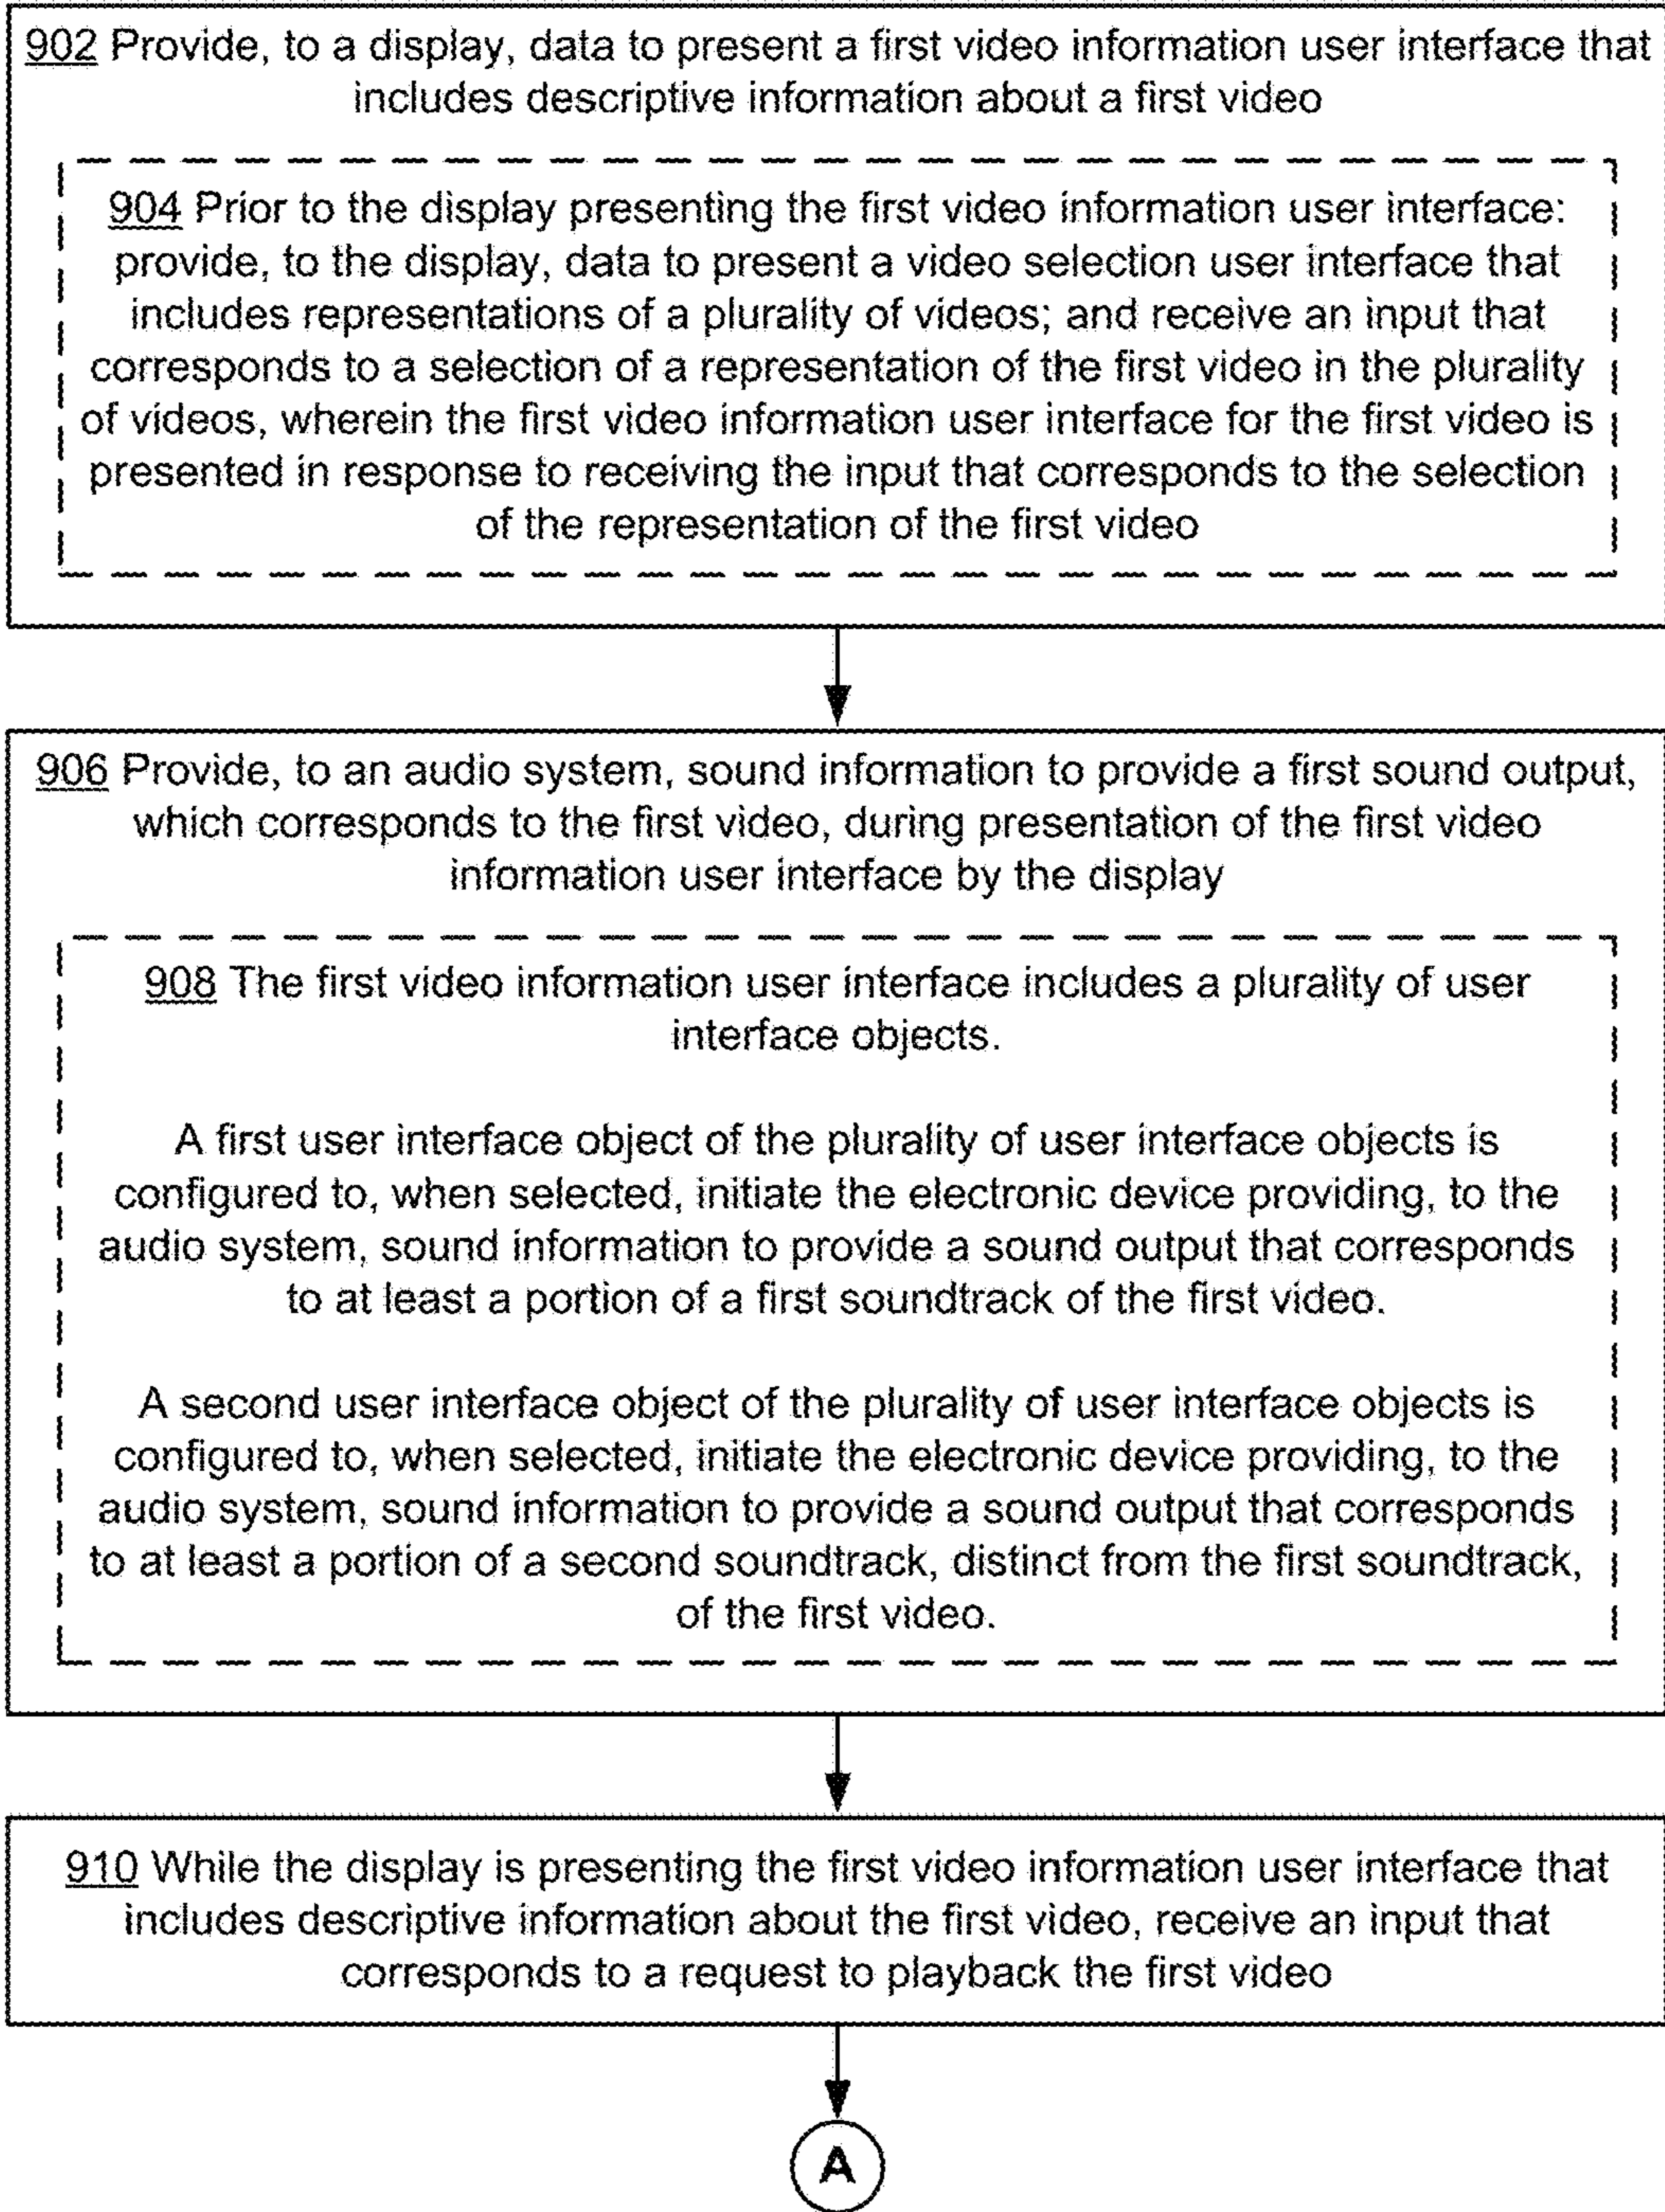 902 Provide, to a display, data to present a first video information user interface that
includes descriptive information about a first video
904 Prior to the display presenting the first video information user interface:
provide, to the display, data to present a video selection user interface that
includes representations of a plurality of videos; and receive an input that
corresponds to a selection of a representation of the first video in the plurality
of videos, wherein the first video information user interface for the first video is
presented in response to receiving the input that corresponds to the selection
of the representation of the first video
906 Provide, to an audio system, sound information to provide a first sound output,
which corresponds to the first video, during presentation of the first video
information user interface by the display
908 The first video information user interface includes a plurality of user
interface objects.
A first user interface object of the plurality of user interface objects is
configured to, when selected, initiate the electronic device providing, to the
audio system, sound information to provide a sound output that corresponds
to at least a portion of a first soundtrack of the first video.
A second user interface object of the plurality of user interface objects is
configured to, when selected, initiate the electronic device providing, to the
audio system, sound information to provide a sound output that corresponds
to at least a portion of a second soundtrack, distinct from the first soundtrack,
of the first video.
910 While the display is presenting the first video information user interface that
includes descriptive information about the first video, receive an input that
corresponds to a request to playback the first video
A